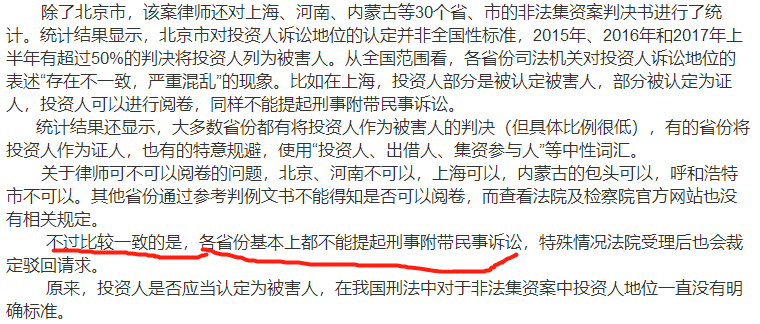 除了北京市，该案律师还对上海、河南、内蒙古等30个省、市的非法集资案判决书进行了统
计。统计结果显示，北京市对投资人诉讼地位的认定并非全国性标准，2015年、2016年和2017年上
半年有超过50%的判决将投资人列为被害人。从全国范围看，各省份司法机关对投资人诉讼地位的
表述“存在不一致，严重混乱”的现象。比如在上海，投资人部分是被认定被害人，部分被认定为证
人，投资人可以进行阅卷，同样不能提起刑事附带民事诉讼。
统计结果还显示，大多数省份都有将投资人作为被害人的判决（但具体比例很低），有的省份将
投资人作为证人，也有的特意规避，使用“投资人、出借人、集资参与人”等中性词汇。
关于律师可不可以阅卷的问题，北京、河南不可以，上海可以，内蒙古的包头可以，呼和浩特
市不可以。其他省份通过参考判例文书不能得知是否可以阅卷，而查看法院及检察院官方网站也没
有相关规定。
不过比较一致的是，各省份基本上都不能提起刑事附带民事诉讼，特殊情况法院受理后也会裁
定驳回请求。
原来，投资人是否应当认定为被害人，在我国刑法中对于非法集资案中投资人地位一直没有明
确标准。